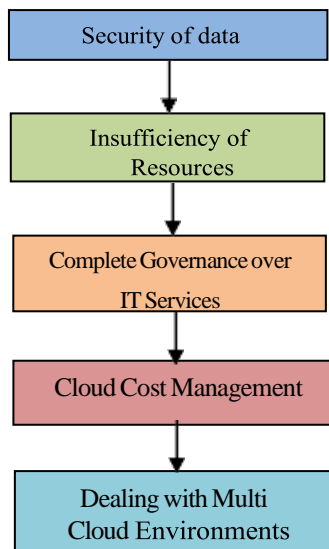 Security of data
Insufficiency of
Resources
Complete Governance over
IT Services
Cloud Cost Management
Dealing with Multi
Cloud Environments